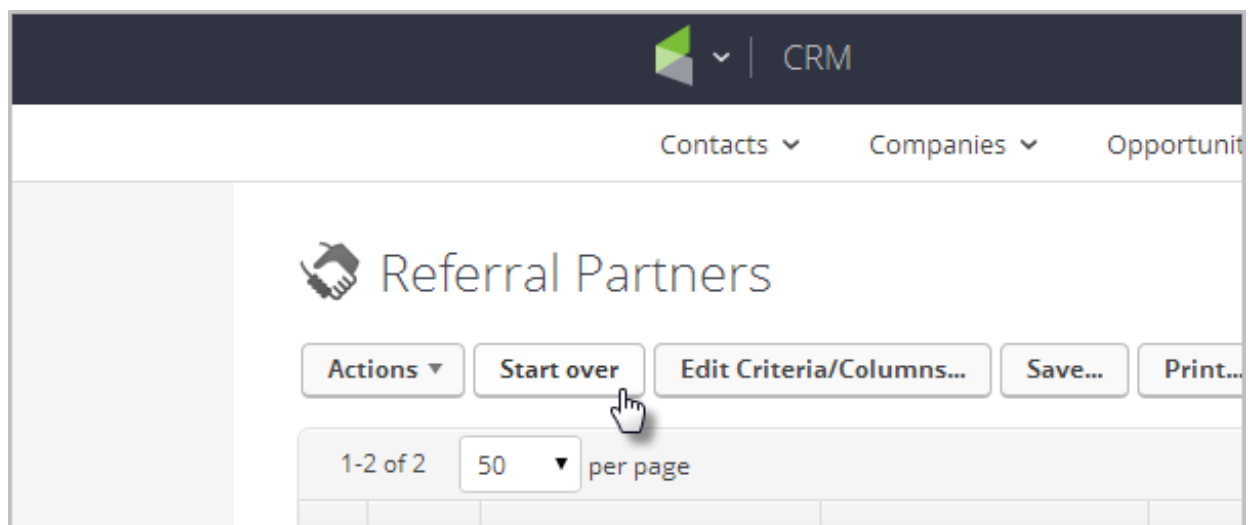 CRM
Contacts Companies Opportunit
Referral Partners
Actions Start over Edit Criteria/Columns... Save... Print...
1-2 of 2 50 per page